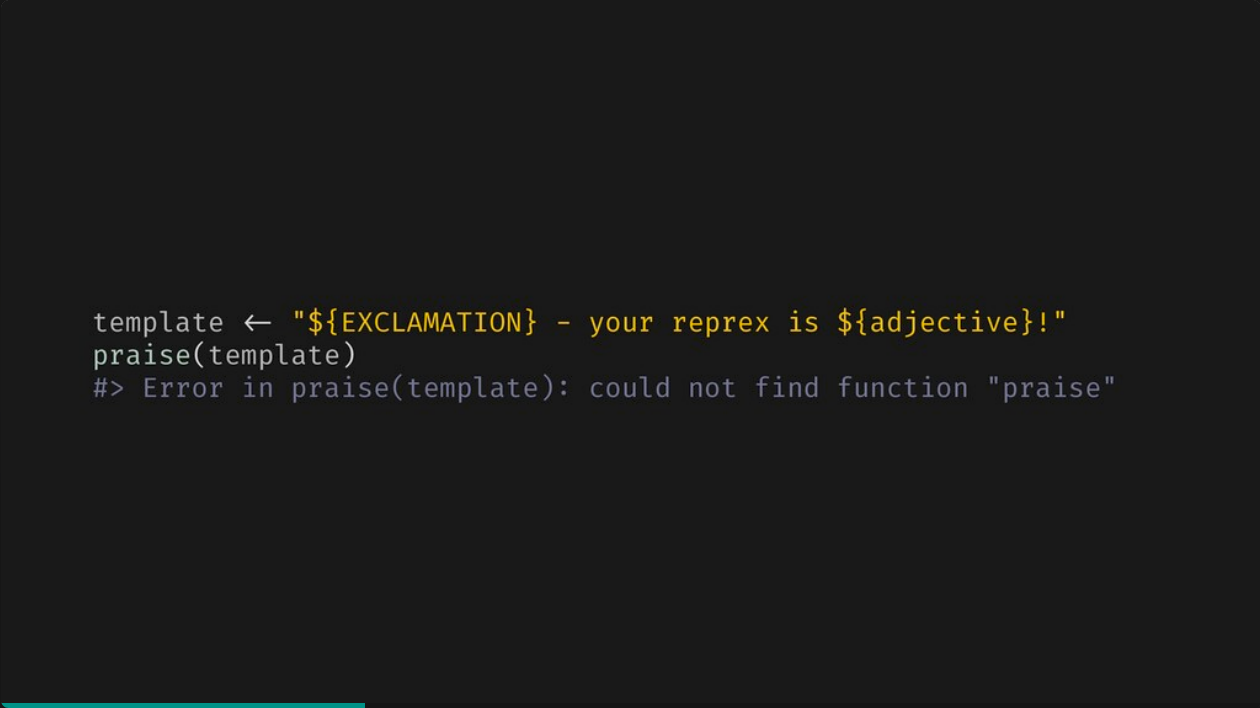 template <- "${EXCLAMATION} - your reprex is ${adjective}!"
praise(template)
#> Error in praise(template): could not find function "praise"